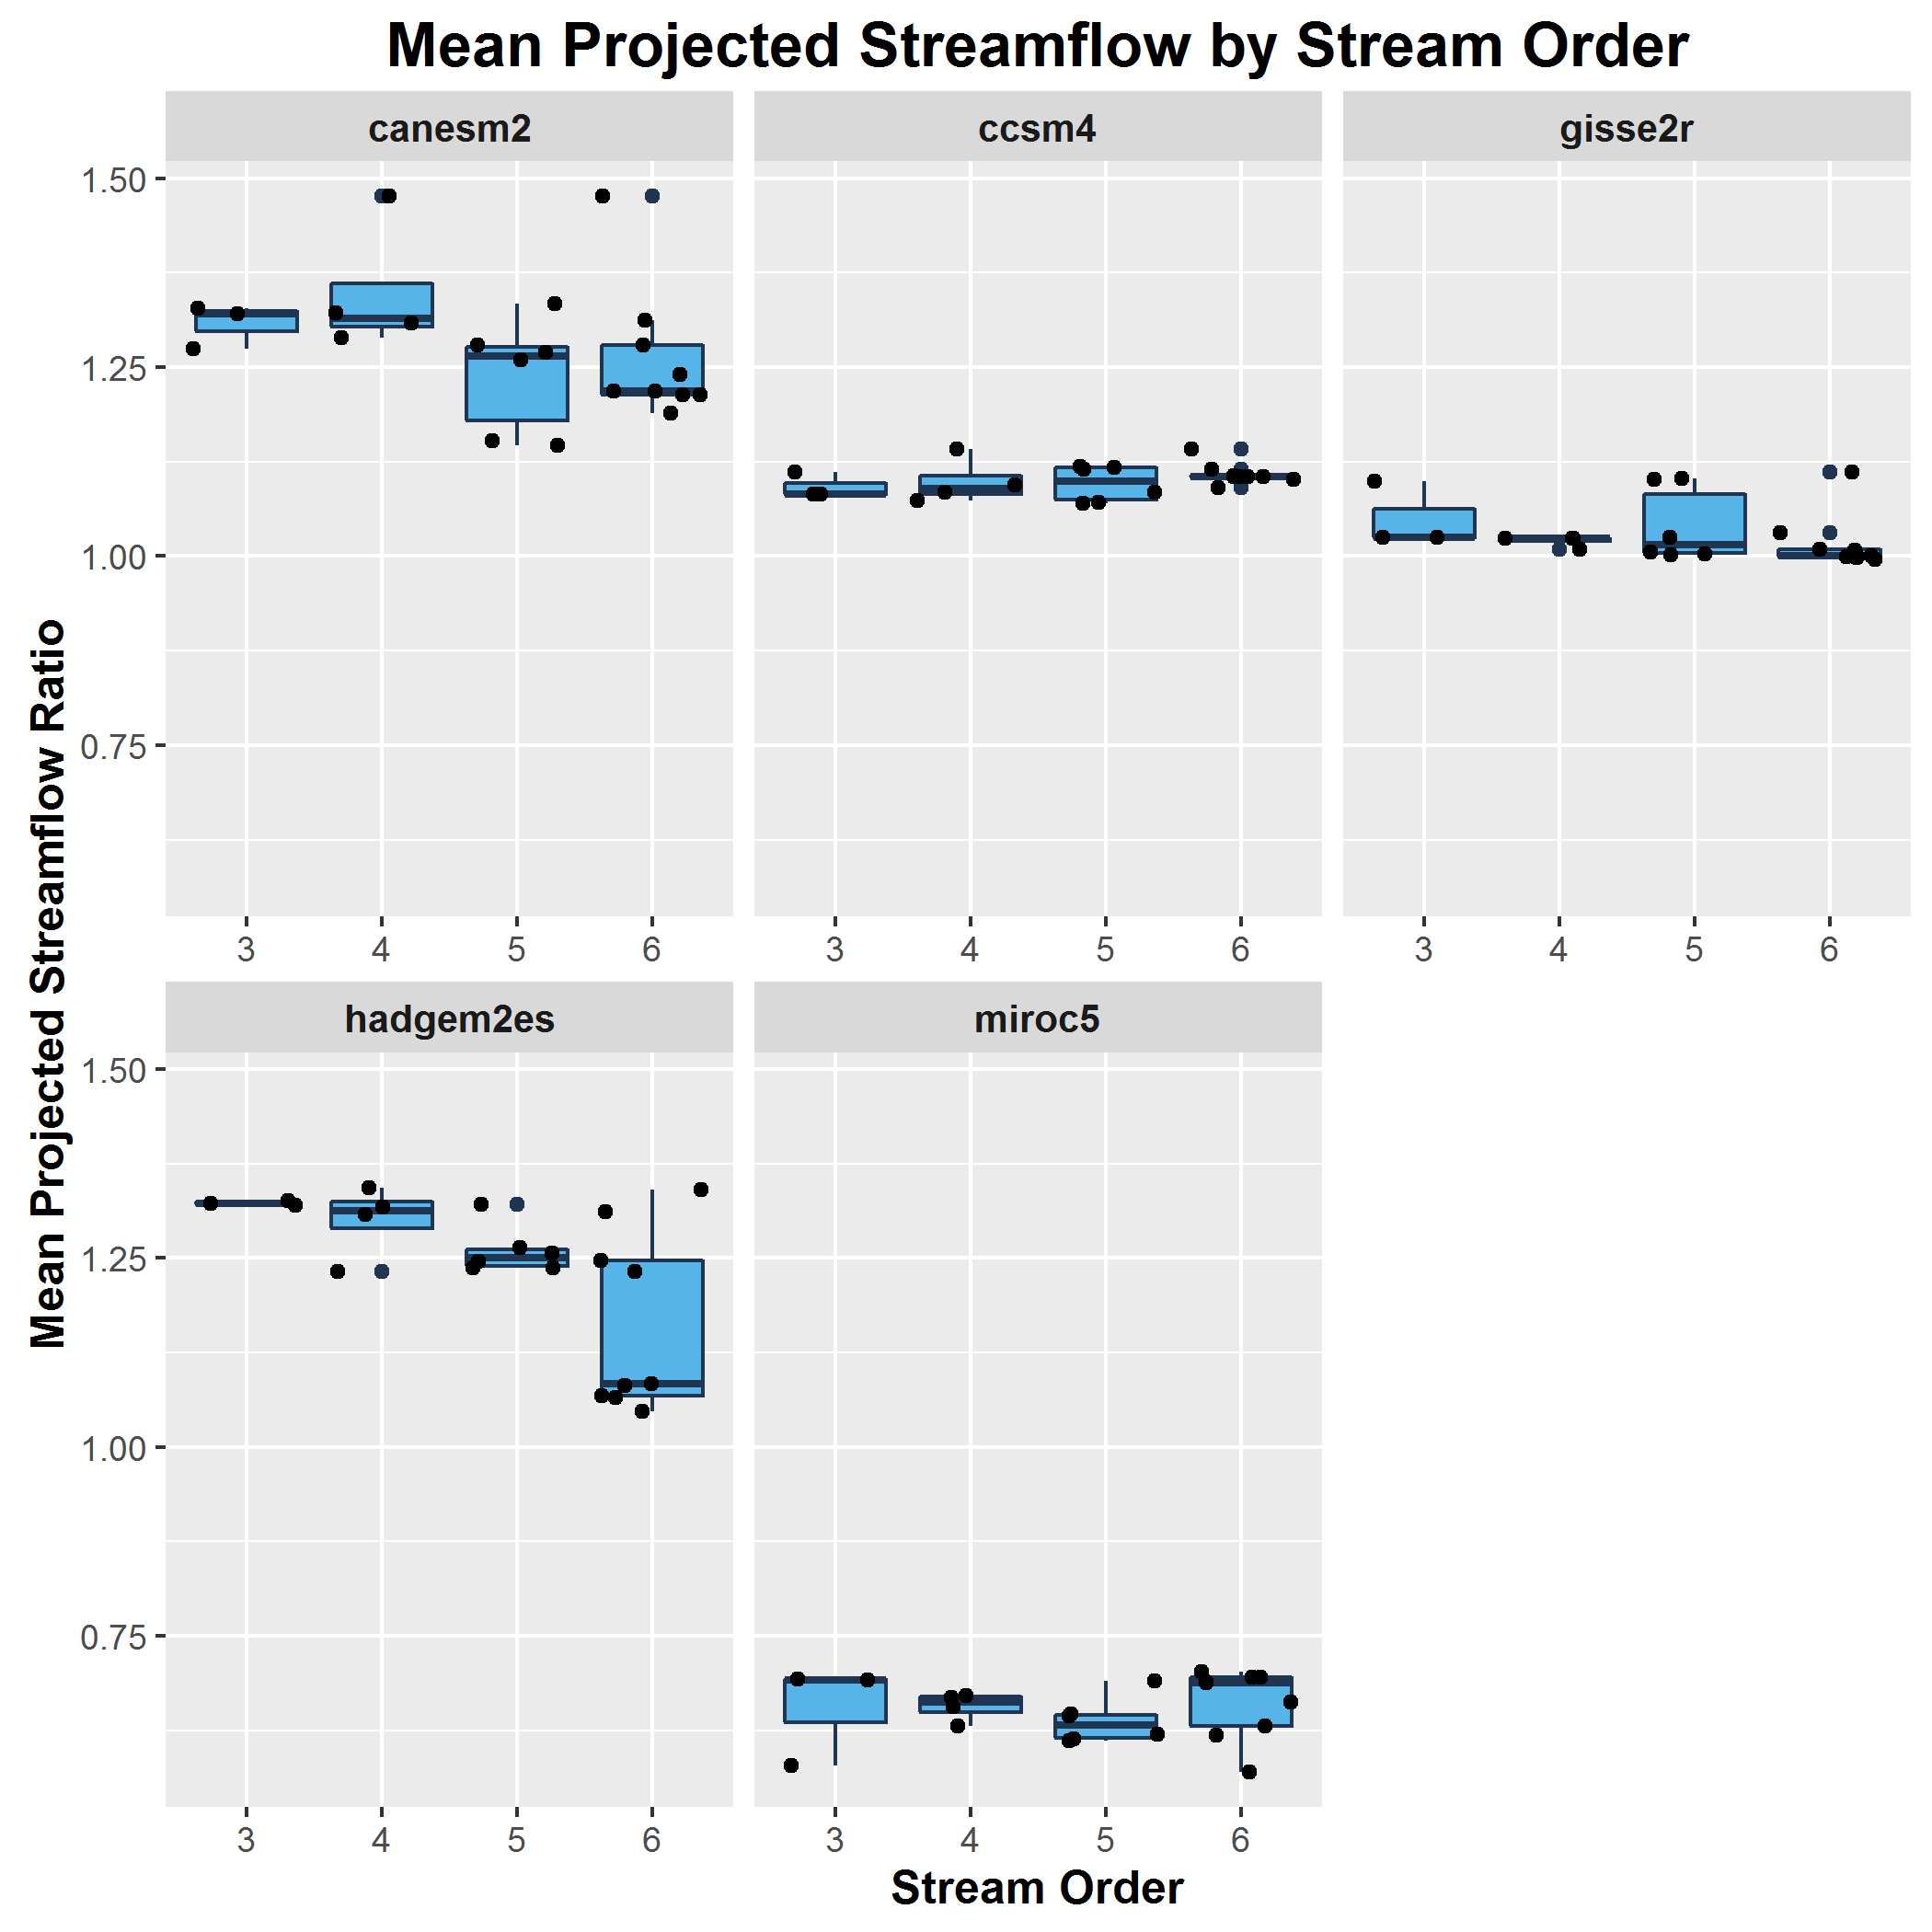 Mean Projected Streamflow by Stream Order
canesm2
ccsm4
gisse2r
Mean Projected Streamflow Ratio
1.50
1.25
1.00
0.75
3 4 5 6
3 4 5 6
3 4 5 6
hadgem2es
miroc5
1.50
1.25
1.00
0.75
3 4 5 6
3 4 5 6
Stream Order